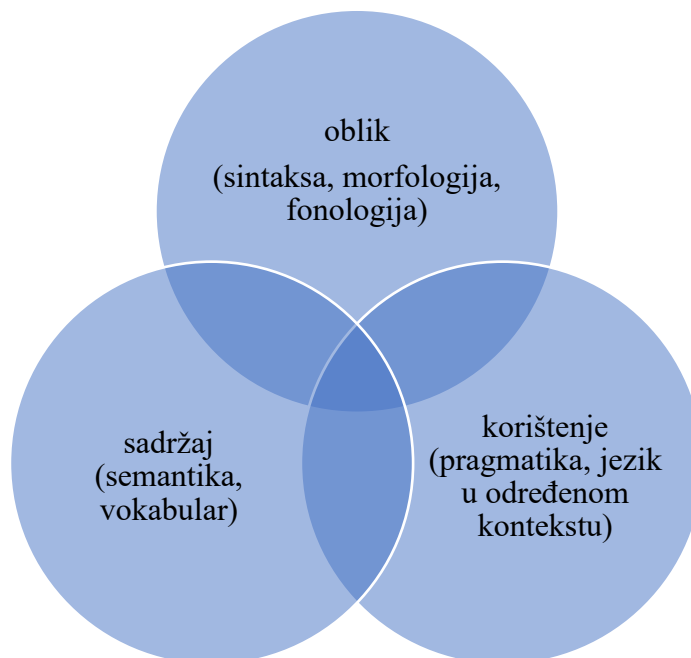 oblik
(sintaksa, morfologija,
fonologija)
sadržaj
(semantika,
vokabular)
korištenje
(pragmatika, jezik
u određenom
kontekstu)